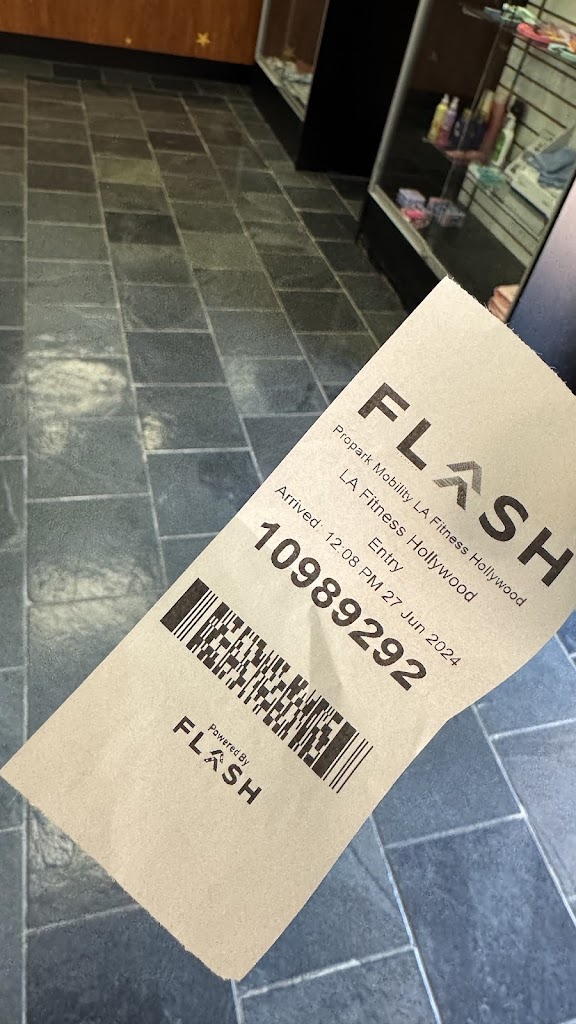 FLASH
Propark Mobility LA Fitness Hollywood
LA Fitness Hollywood
Entry
Arrived: 12:08 PM 27 Jun 2024
10989292
Powered By
FLASH